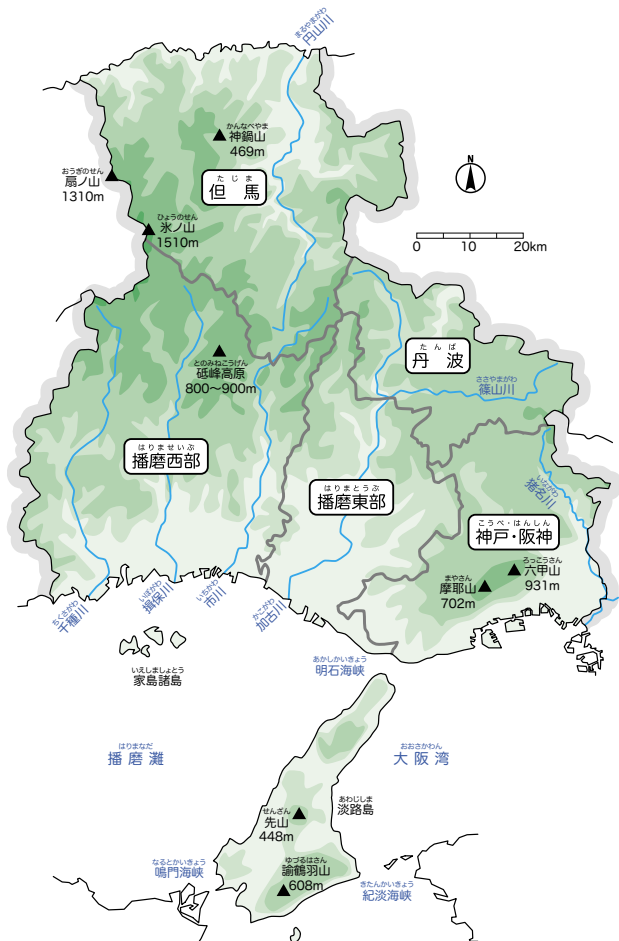 まるやまがわ
円山川
かんなべやま
神鍋山
469m
おうぎのせん
扇ノ山
1310m
たじま
但馬
N
ひょうのせん
氷ノ山
1510m
0 10 20km
とのみねこうげん
砥峰高原
800〜900m
たんば
丹波
ささやまがわ
篠山川
はりませいぶ
播磨西部
はりまとうぶ
播磨東部
いながわ
猪名川
こうべ・はんしん
神戸・阪神
ろっこうさん
六甲山
931m
まやさん
摩耶山
702m
ちくさがわ
千種川
いぼがわ
揖保川
いちかわ
市川
かこがわ
加古川
いえしましょとう
家島諸島
あかしかいきょう
明石海峡
はりまなだ
播磨灘
おおさかわん
大阪湾
あわじしま
淡路島
せんざん
先山
448m
なるとかいきょう
鳴門海峡
ゆづるはさん
諭鶴羽山
608m
きたんかいきょう
紀淡海峡